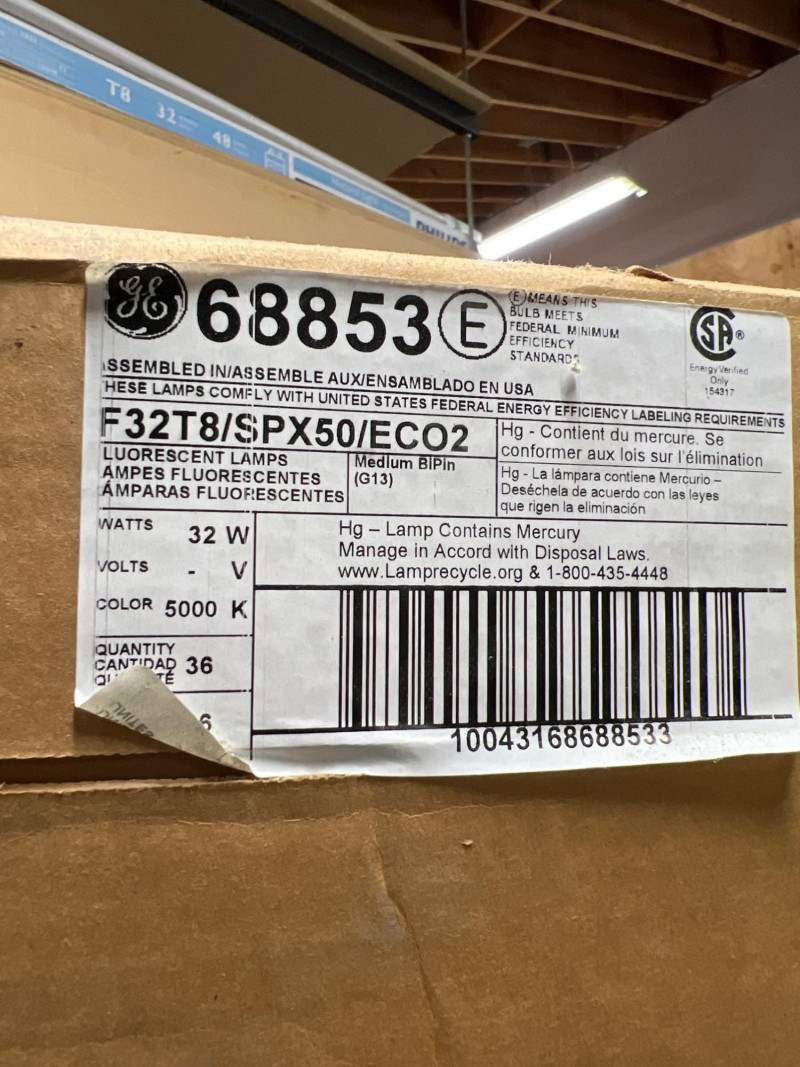 T8 32 48
PHILIPS
GE 68853 E
E MEANS THIS
BULB MEETS
FEDERAL MINIMUM
EFFICIENCY
STANDARDS
SA ®
Energy Verified
Only
154317
ASSEMBLED IN/ASSEMBLE AUX/ENSAMBLADO EN USA
THESE LAMPS COMPLY WITH UNITED STATES FEDERAL ENERGY EFFICIENCY LABELING REQUIREMENTS
F32T8/SPX50/ECO2
LUORESCENT LAMPS
AMPES FLUORESCENTES
ÁMPARAS FLUORESCENTES
Medium BiPin
(G13)
Hg - Contient du mercure. Se
conformer aux lois sur l'élimination
Hg - La lámpara contiene Mercurio –
Deséchela de acuerdo con las leyes
que rigen la eliminación
WATTS 32 W
VOLTS - V
COLOR 5000 K
Hg – Lamp Contains Mercury
Manage in Accord with Disposal Laws.
www.Lamprecycle.org & 1-800-435-4448
QUANTITY
CANTIDAD 36
6
10043168688533